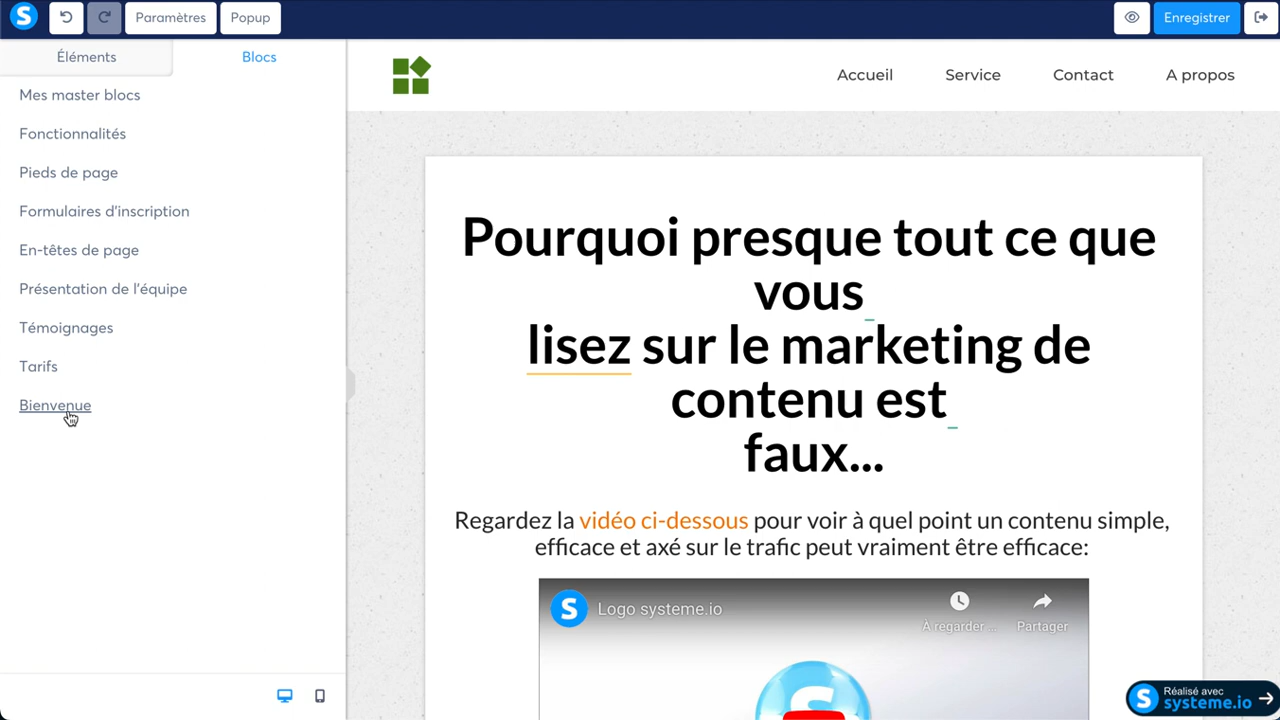 S
Paramètres
Popup
Enregistrer
Éléments
Blocs
Mes master blocs
Fonctionnalités
Pieds de page
Formulaires d'inscription
En-têtes de page
Présentation de l'équipe
Témoignages
Tarifs
Bienvenue
Accueil
Service
Contact
A propos
Pourquoi presque tout ce que
vous
lisez sur le marketing de
contenu est
faux...
Regardez la vidéo ci-dessous pour voir à quel point un contenu simple,
efficace et axé sur le trafic peut vraiment être efficace:
S
Logo systeme.io
À regarder ...
Partager
S
S
Réalisé avec
systeme.io